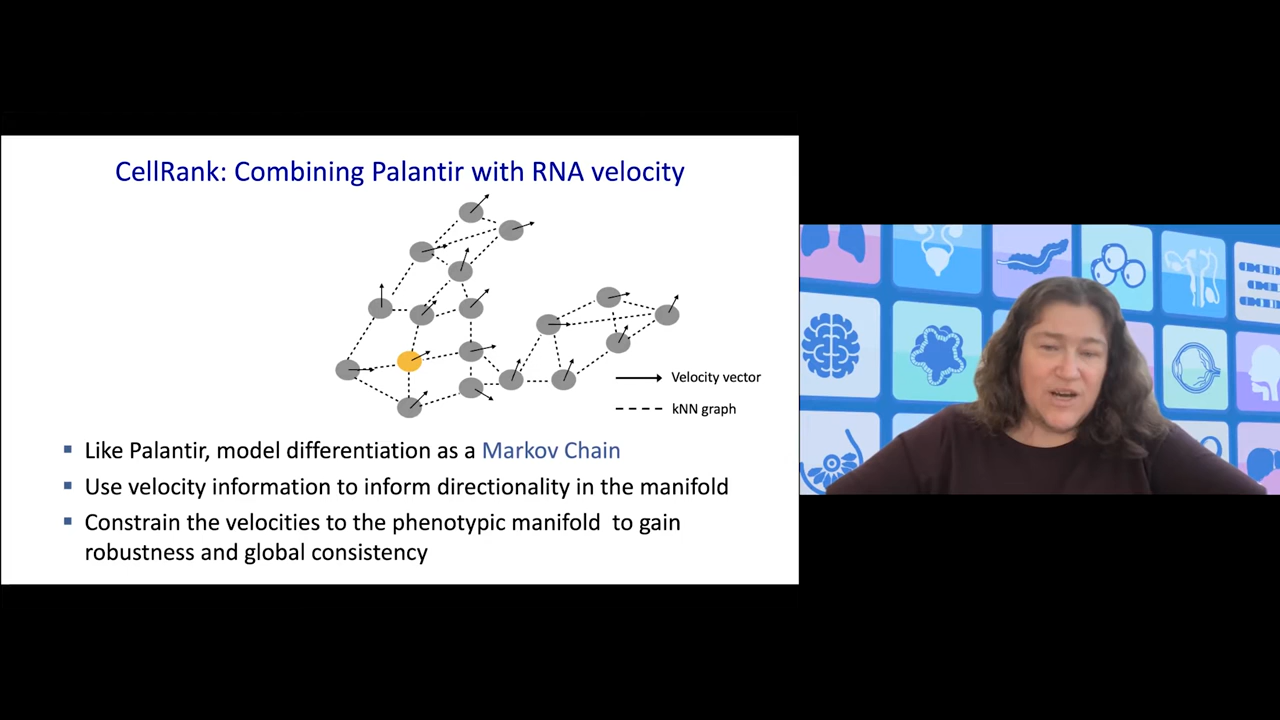 CellRank: Combining Palantir with RNA velocity
Velocity vector
kNN graph
▪ Like Palantir, model differentiation as a Markov Chain
▪ Use velocity information to inform directionality in the manifold
▪ Constrain the velocities to the phenotypic manifold to gain
robustness and global consistency